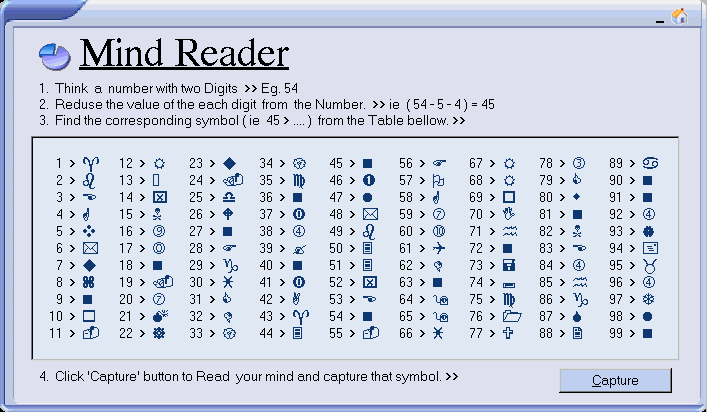 Mind Reader
1. Think a number with two Digits >> Eg. 54
2. Reduse the value of the each digit from the Number. >> ie ( 54 - 5 - 4 ) = 45
3. Find the corresponding symbol ( ie 45 > .... ) from the Table bellow. >>
1 > ♈ 12 > ☼ 23 > ◆ 34 > 45 > ■ 56 > ☞ 67 > ☼ 78 > ③ 89 > ♋
2 > ♌ 13 > ▯ 24 > 35 > ♍ 46 > ❶ 57 > 68 > ☼ 79 > 90 > ■
3 > ☜ 14 > ☒ 25 > ♎ 36 > ■ 47 > ● 58 > 69 > □ 80 > ⬥ 91 > ■
4 > 15 > ☠ 26 > 37 > ⓿ 48 > ✉ 59 > ⑦ 70 > 81 > ■ 92 > ④
5 > ❖ 16 > ⑨ 27 > ■ 38 > ④ 49 > ♌ 60 > ⑩ 71 > ♒ 82 > ☠ 93 >
6 > ✉ 17 > ⓪ 28 > ☞ 39 > 50 > 61 > ✈ 72 > ■ 83 > ☜ 94 >
7 > ◆ 18 > ■ 29 > ♑ 40 > ■ 51 > 62 > 73 > 84 > ④ 95 > ♉
8 > ⌘ 19 > 30 > ♓ 41 > ⓿ 52 > ☒ 63 > ■ 74 > 85 > ♒ 96 > ④
9 > ■ 20 > ⑦ 31 > 42 > ✌ 53 > ☜ 64 > 75 > ♍ 86 > ♑ 97 > ❄
10 > □ 21 > 💣 32 > 43 > ♈ 54 > ■ 65 > 76 > 87 > 98 > ●
11 > 22 > 33 > 44 > 55 > 66 > ♓ 77 > ✞ 88 > 99 > ■
4. Click 'Capture' button to Read your mind and capture that symbol. >>
Capture